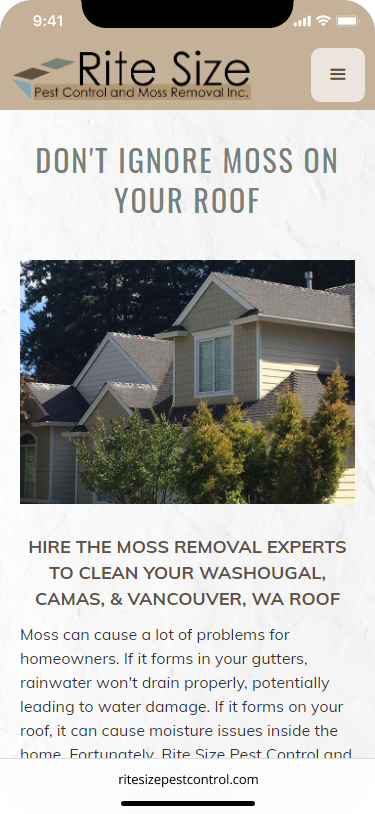 9:41
Rite Size
Pest Control and Moss Removal Inc.
DON'T IGNORE MOSS ON
YOUR ROOF
HIRE THE MOSS REMOVAL EXPERTS
TO CLEAN YOUR WASHOUGAL,
CAMAS, & VANCOUVER, WA ROOF
Moss can cause a lot of problems for
homeowners. If it forms in your gutters,
rainwater won't drain properly, potentially
leading to water damage. If it forms on your
roof, it can cause moisture issues inside the
home. Fortunately, Rite Size Pest Control and
ritesizepestcontrol.com